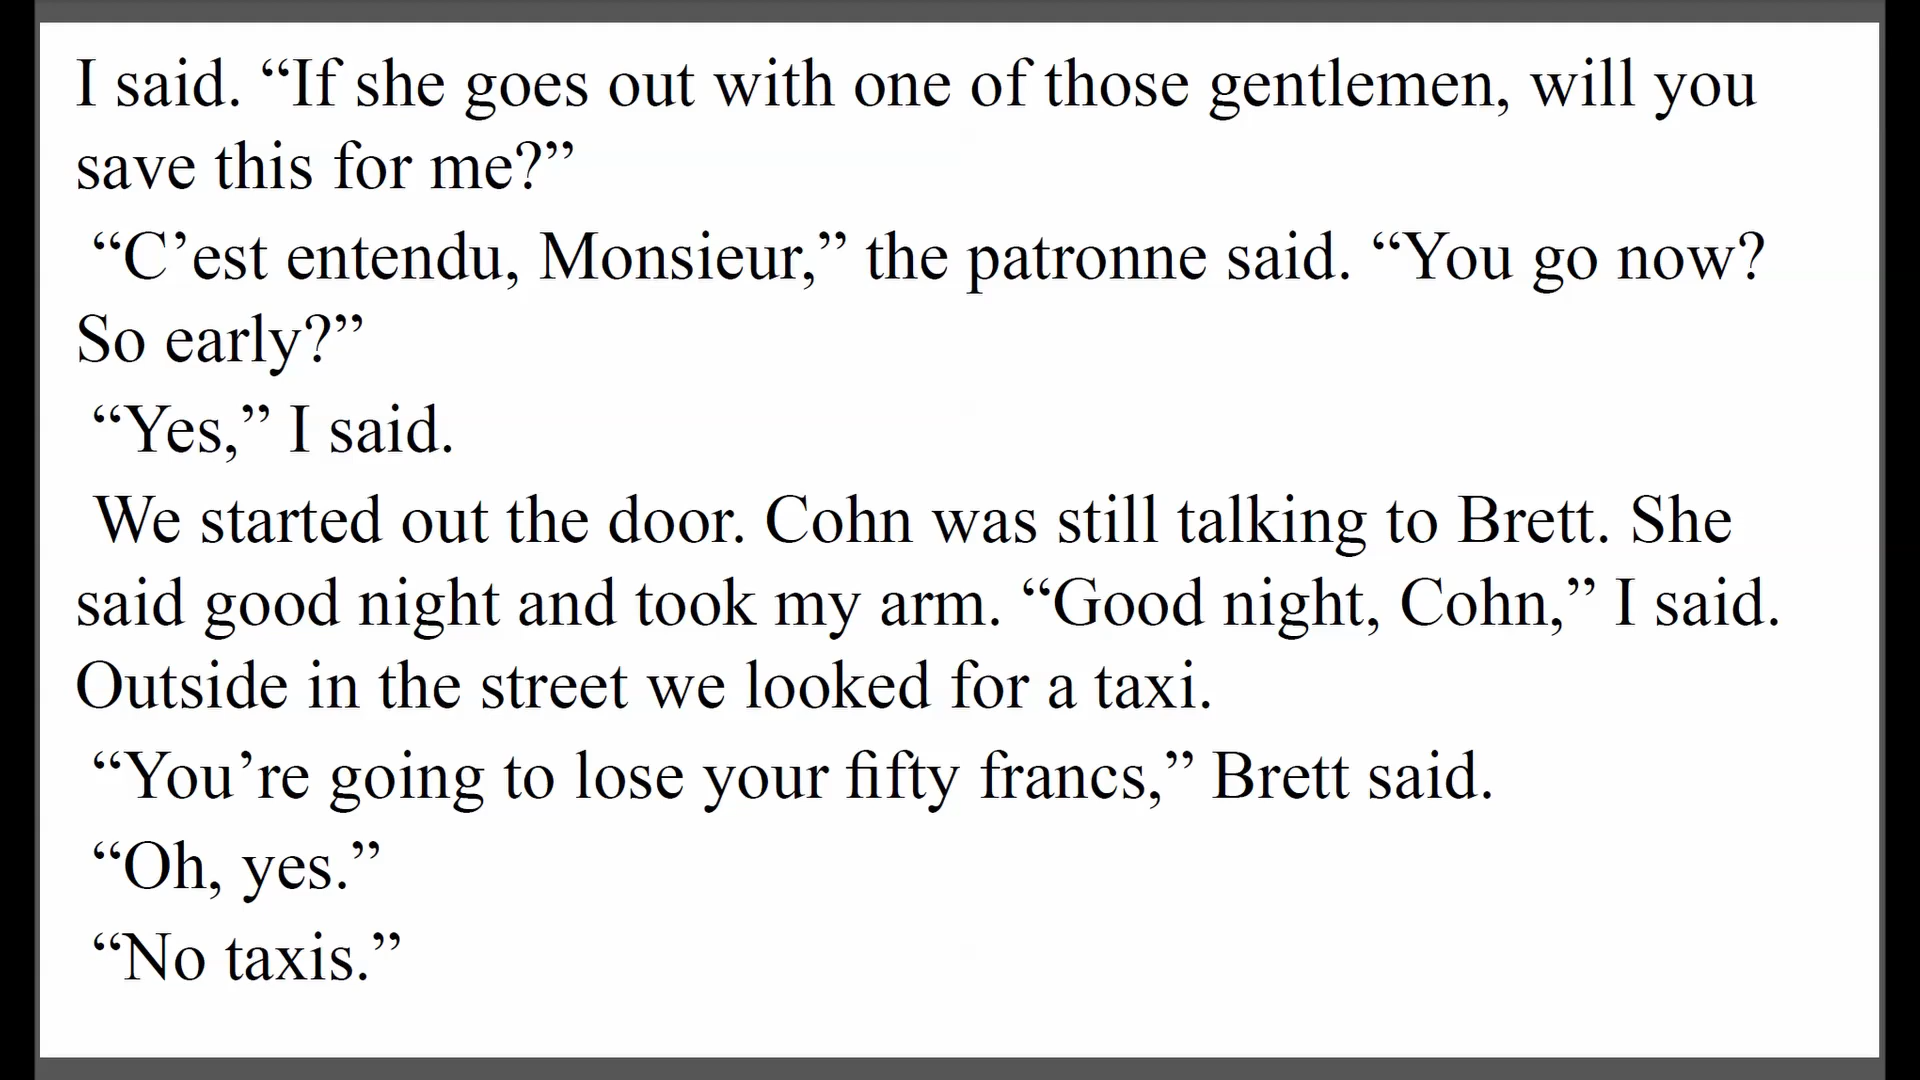 I said. “If she goes out with one of those gentlemen, will you
save this for me?”
“C’est entendu, Monsieur,” the patronne said. “You go now?
So early?”
“Yes,” I said.
We started out the door. Cohn was still talking to Brett. She
said good night and took my arm. “Good night, Cohn,” I said.
Outside in the street we looked for a taxi.
“You’re going to lose your fifty francs,” Brett said.
“Oh, yes.”
“No taxis.”